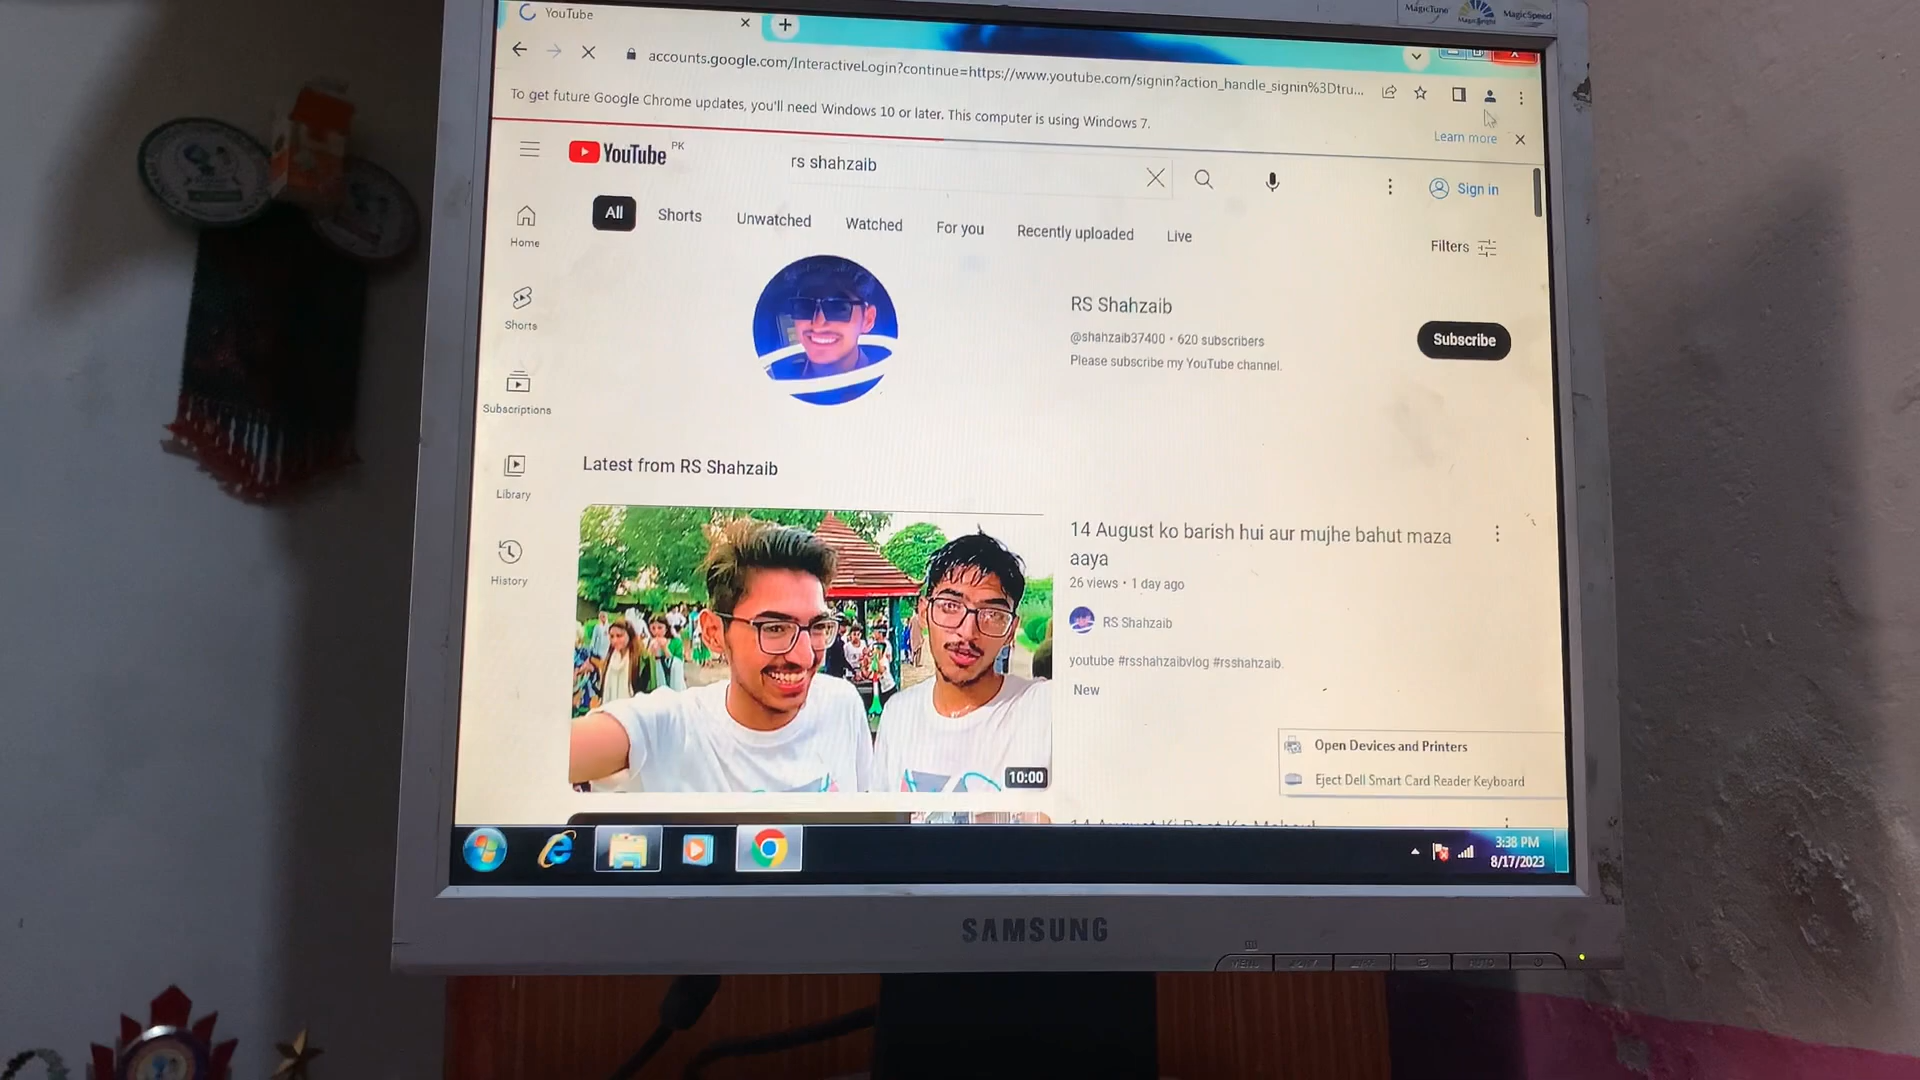 MagicTune MagicBright MagicSpeed
YouTube
accounts.google.com/InteractiveLogin?continue=https://www.youtube.com/signin?action_handle_signin%3Dtru...
To get future Google Chrome updates, you'll need Windows 10 or later. This computer is using Windows 7.
Learn more
YouTube PK
rs shahzaib
Sign in
All Shorts Unwatched Watched For you Recently uploaded Live
Filters
Home
Shorts
Subscriptions
Library
History
RS Shahzaib
@shahzaib37400 • 620 subscribers
Please subscribe my YouTube channel.
Subscribe
Latest from RS Shahzaib
14 August ko barish hui aur mujhe bahut maza
aaya
26 views • 1 day ago
RS Shahzaib
youtube #rsshahzaibvlog #rsshahzaib.
New
10:00
Open Devices and Printers
Eject Dell Smart Card Reader Keyboard
3:38 PM
8/17/2023
SAMSUNG
MENU
AUTO